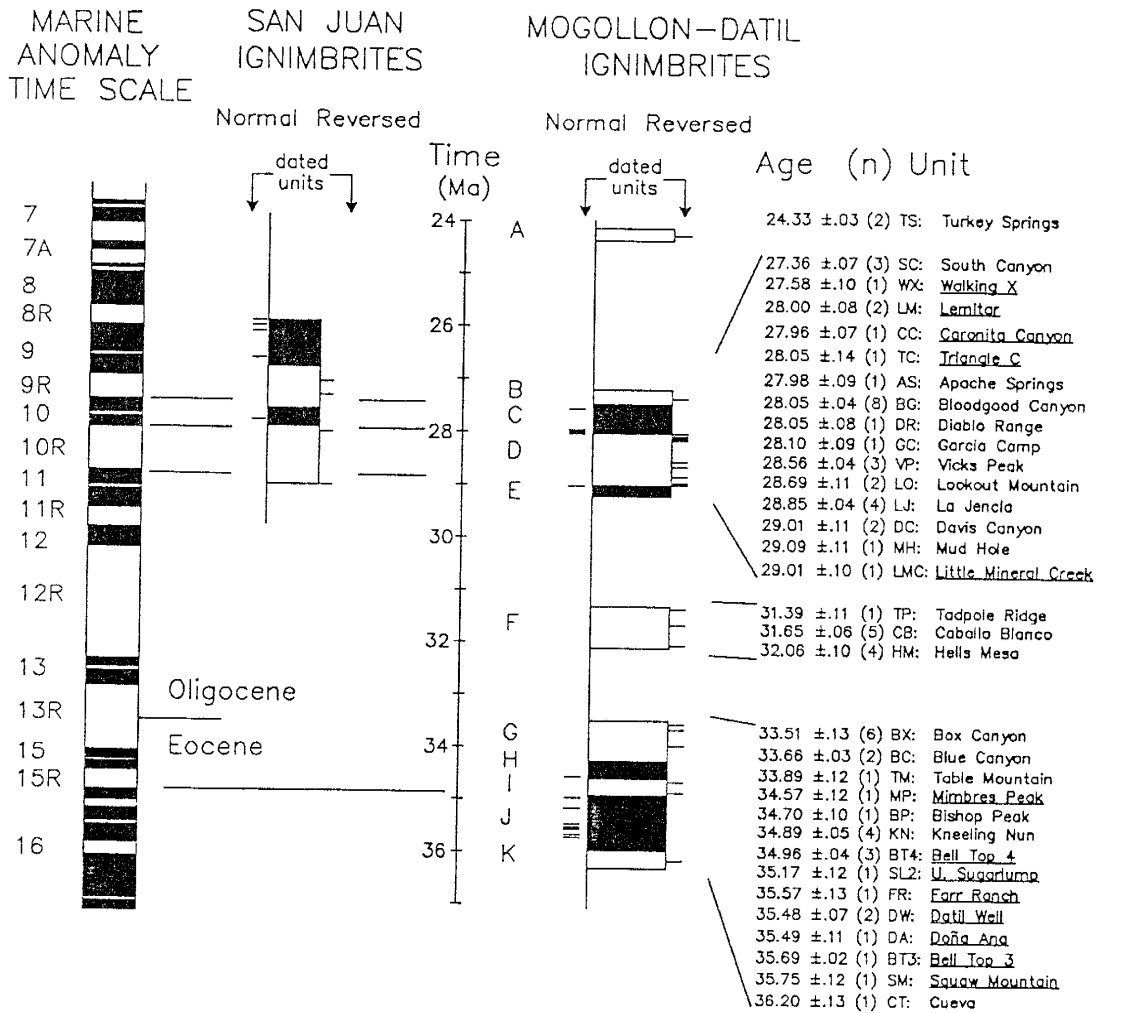 MARINE
ANOMALY
TIME SCALE
SAN JUAN
IGNIMBRITES
MOGOLLON-DATIL
IGNIMBRITES
Normal Reversed
Normal Reversed
dated
units
Time
(Ma)
dated
units
Age (n) Unit
7
7A
8
8R
9
9R
10
10R
11
11R
12
12R
13
13R
15
15R
16
Oligocene
Eocene
24
26
28
30
32
34
36
A
B
C
D
E
F
G
H
I
J
K
24.33 ±.03 (2) TS: Turkey Springs
27.36 ±.07 (3) SC: South Canyon
27.58 ±.10 (1) WX: Walking X
28.00 ±.08 (2) LM: Lemitar
27.96 ±.07 (1) CC: Caronita Canyon
28.05 ±.14 (1) TC: Triangle C
27.98 ±.09 (1) AS: Apache Springs
28.05 ±.04 (8) BG: Bloodgood Canyon
28.05 ±.08 (1) DR: Diablo Range
28.10 ±.09 (1) GC: Garcia Camp
28.56 ±.04 (3) VP: Vicks Peak
28.69 ±.11 (2) LO: Lookout Mountain
28.85 ±.04 (4) LJ: La Jencia
29.01 ±.11 (2) DC: Davis Canyon
29.09 ±.11 (1) MH: Mud Hole
29.01 ±.10 (1) LMC: Little Mineral Creek
31.39 ±.11 (1) TP: Tadpole Ridge
31.65 ±.06 (5) CB: Caballo Blanco
32.06 ±.10 (4) HM: Hells Mesa
33.51 ±.13 (6) BX: Box Canyon
33.66 ±.03 (2) BC: Blue Canyon
33.89 ±.12 (1) TM: Table Mountain
34.57 ±.12 (1) MP: Mimbres Peak
34.70 ±.10 (1) BP: Bishop Peak
34.89 ±.05 (4) KN: Kneeling Nun
34.96 ±.04 (3) BT4: Bell Top 4
35.17 ±.12 (1) SL2: U. Sugarlump
35.57 ±.13 (1) FR: Farr Ranch
35.48 ±.07 (2) DW: Datil Well
35.49 ±.11 (1) DA: Doña Ana
35.69 ±.02 (1) BT3: Bell Top 3
35.75 ±.12 (1) SM: Squaw Mountain
36.20 ±.13 (1) CT: Cueva